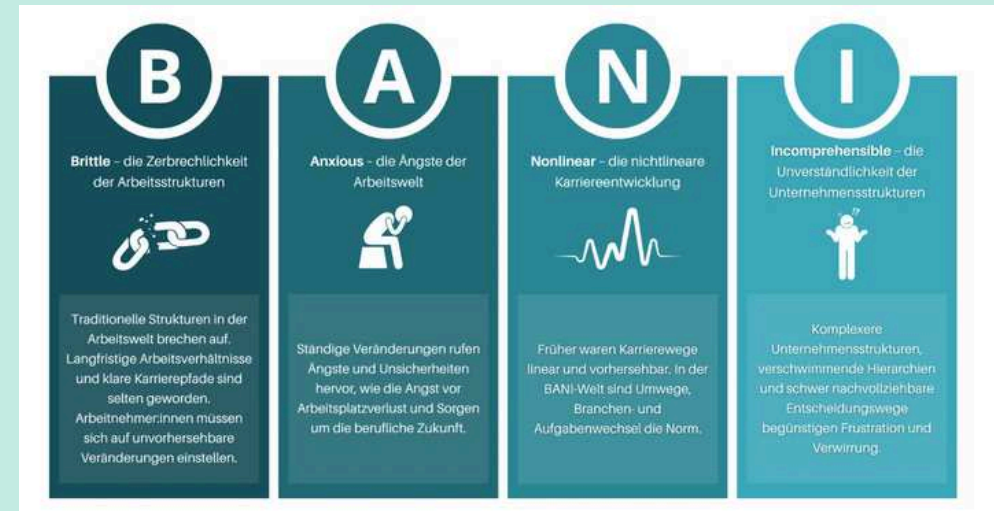 B
Brittle – die Zerbrechlichkeit
der Arbeitsstrukturen
Traditionelle Strukturen in der
Arbeitswelt brechen auf.
Langfristige Arbeitsverhältnisse
und klare Karrierepfade sind
selten geworden.
Arbeitnehmer:innen müssen
sich auf unvorhersehbare
Veränderungen einstellen.
A
Anxious – die Ängste der
Arbeitswelt
Ständige Veränderungen rufen
Ängste und Unsicherheiten
hervor, wie die Angst vor
Arbeitsplatzverlust und Sorgen
um die berufliche Zukunft.
N
Nonlinear – die nichtlineare
Karriereentwicklung
Früher waren Karrierewege
linear und vorhersehbar. In der
BANI-Welt sind Umwege,
Branchen- und
Aufgabenwechsel die Norm.
I
Incomprehensible – die
Unverständlichkeit der
Unternehmensstrukturen
Komplexere
Unternehmensstrukturen,
verschwimmende Hierarchien
und schwer nachvollziehbare
Entscheidungswege
begünstigen Frustration und
Verwirrung.